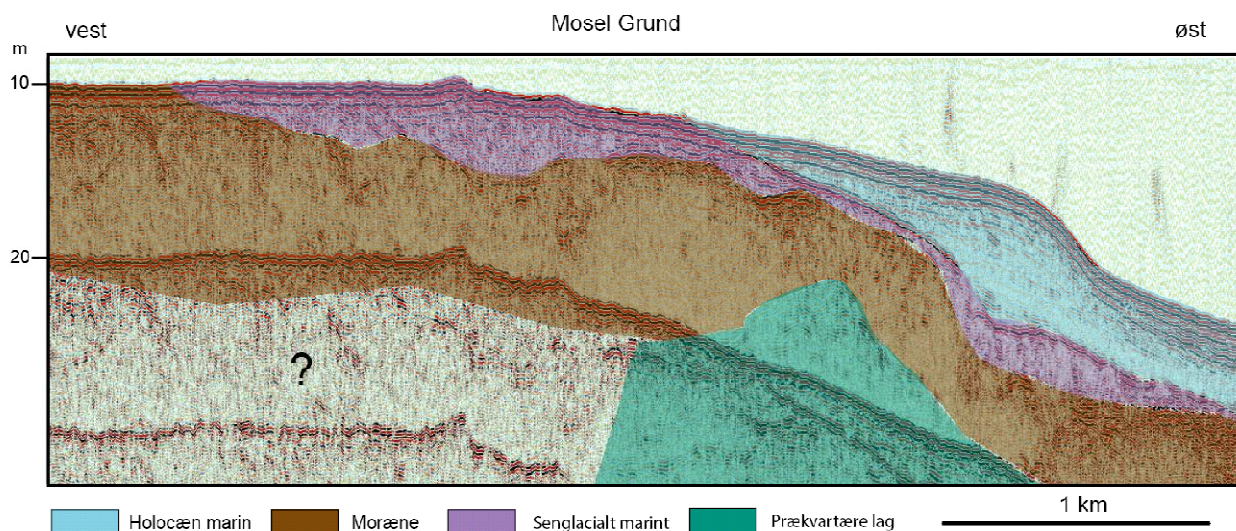 Mosel Grund
vest
øst
m
10
20
?
1 km
Holocæn marin
Moræne
Senglacialt marint
Prækvartære lag